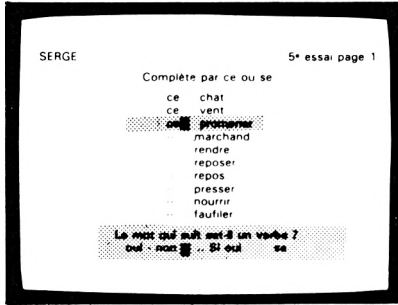 SERGE 5e essai page 1
Complète par ce ou se
ce chat
ce vent
ce promener
.. marchand
.. rendre
.. reposer
.. repos
.. presser
.. nourrir
.. faufiler
Le mot qui suit est-il un verbe ?
oui - non .. Si oui se